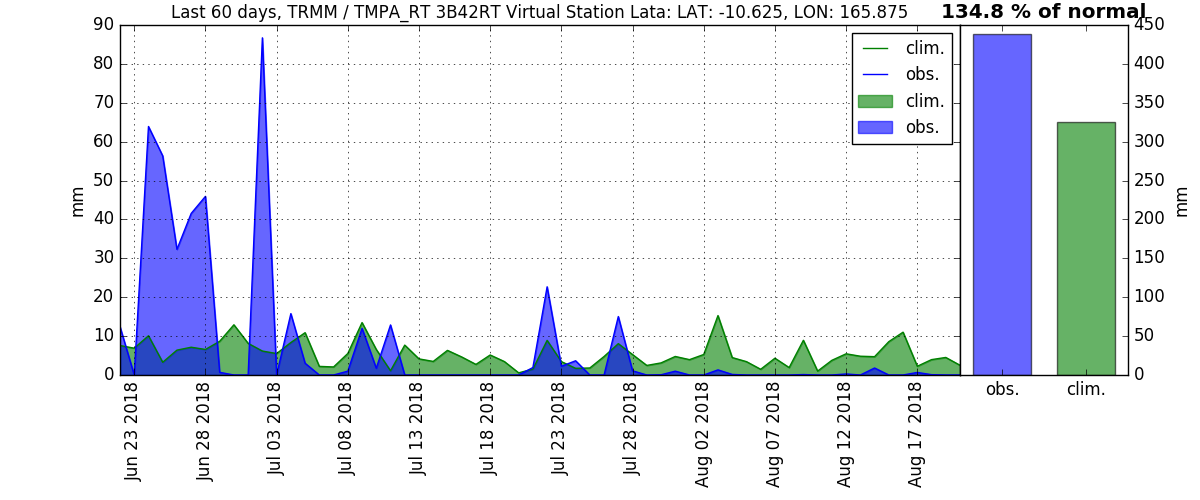 Last 60 days, TRMM / TMPA_RT 3B42RT Virtual Station Lata: LAT: -10.625, LON: 165.875
134.8 % of normal
90
80
70
60
50
40
30
20
10
0
mm
clim.
obs.
clim.
obs.
Jun 23 2018
Jun 28 2018
Jul 03 2018
Jul 08 2018
Jul 13 2018
Jul 18 2018
Jul 23 2018
Jul 28 2018
Aug 02 2018
Aug 07 2018
Aug 12 2018
Aug 17 2018
450
400
350
300
250
200
150
100
50
0
mm
obs.
clim.